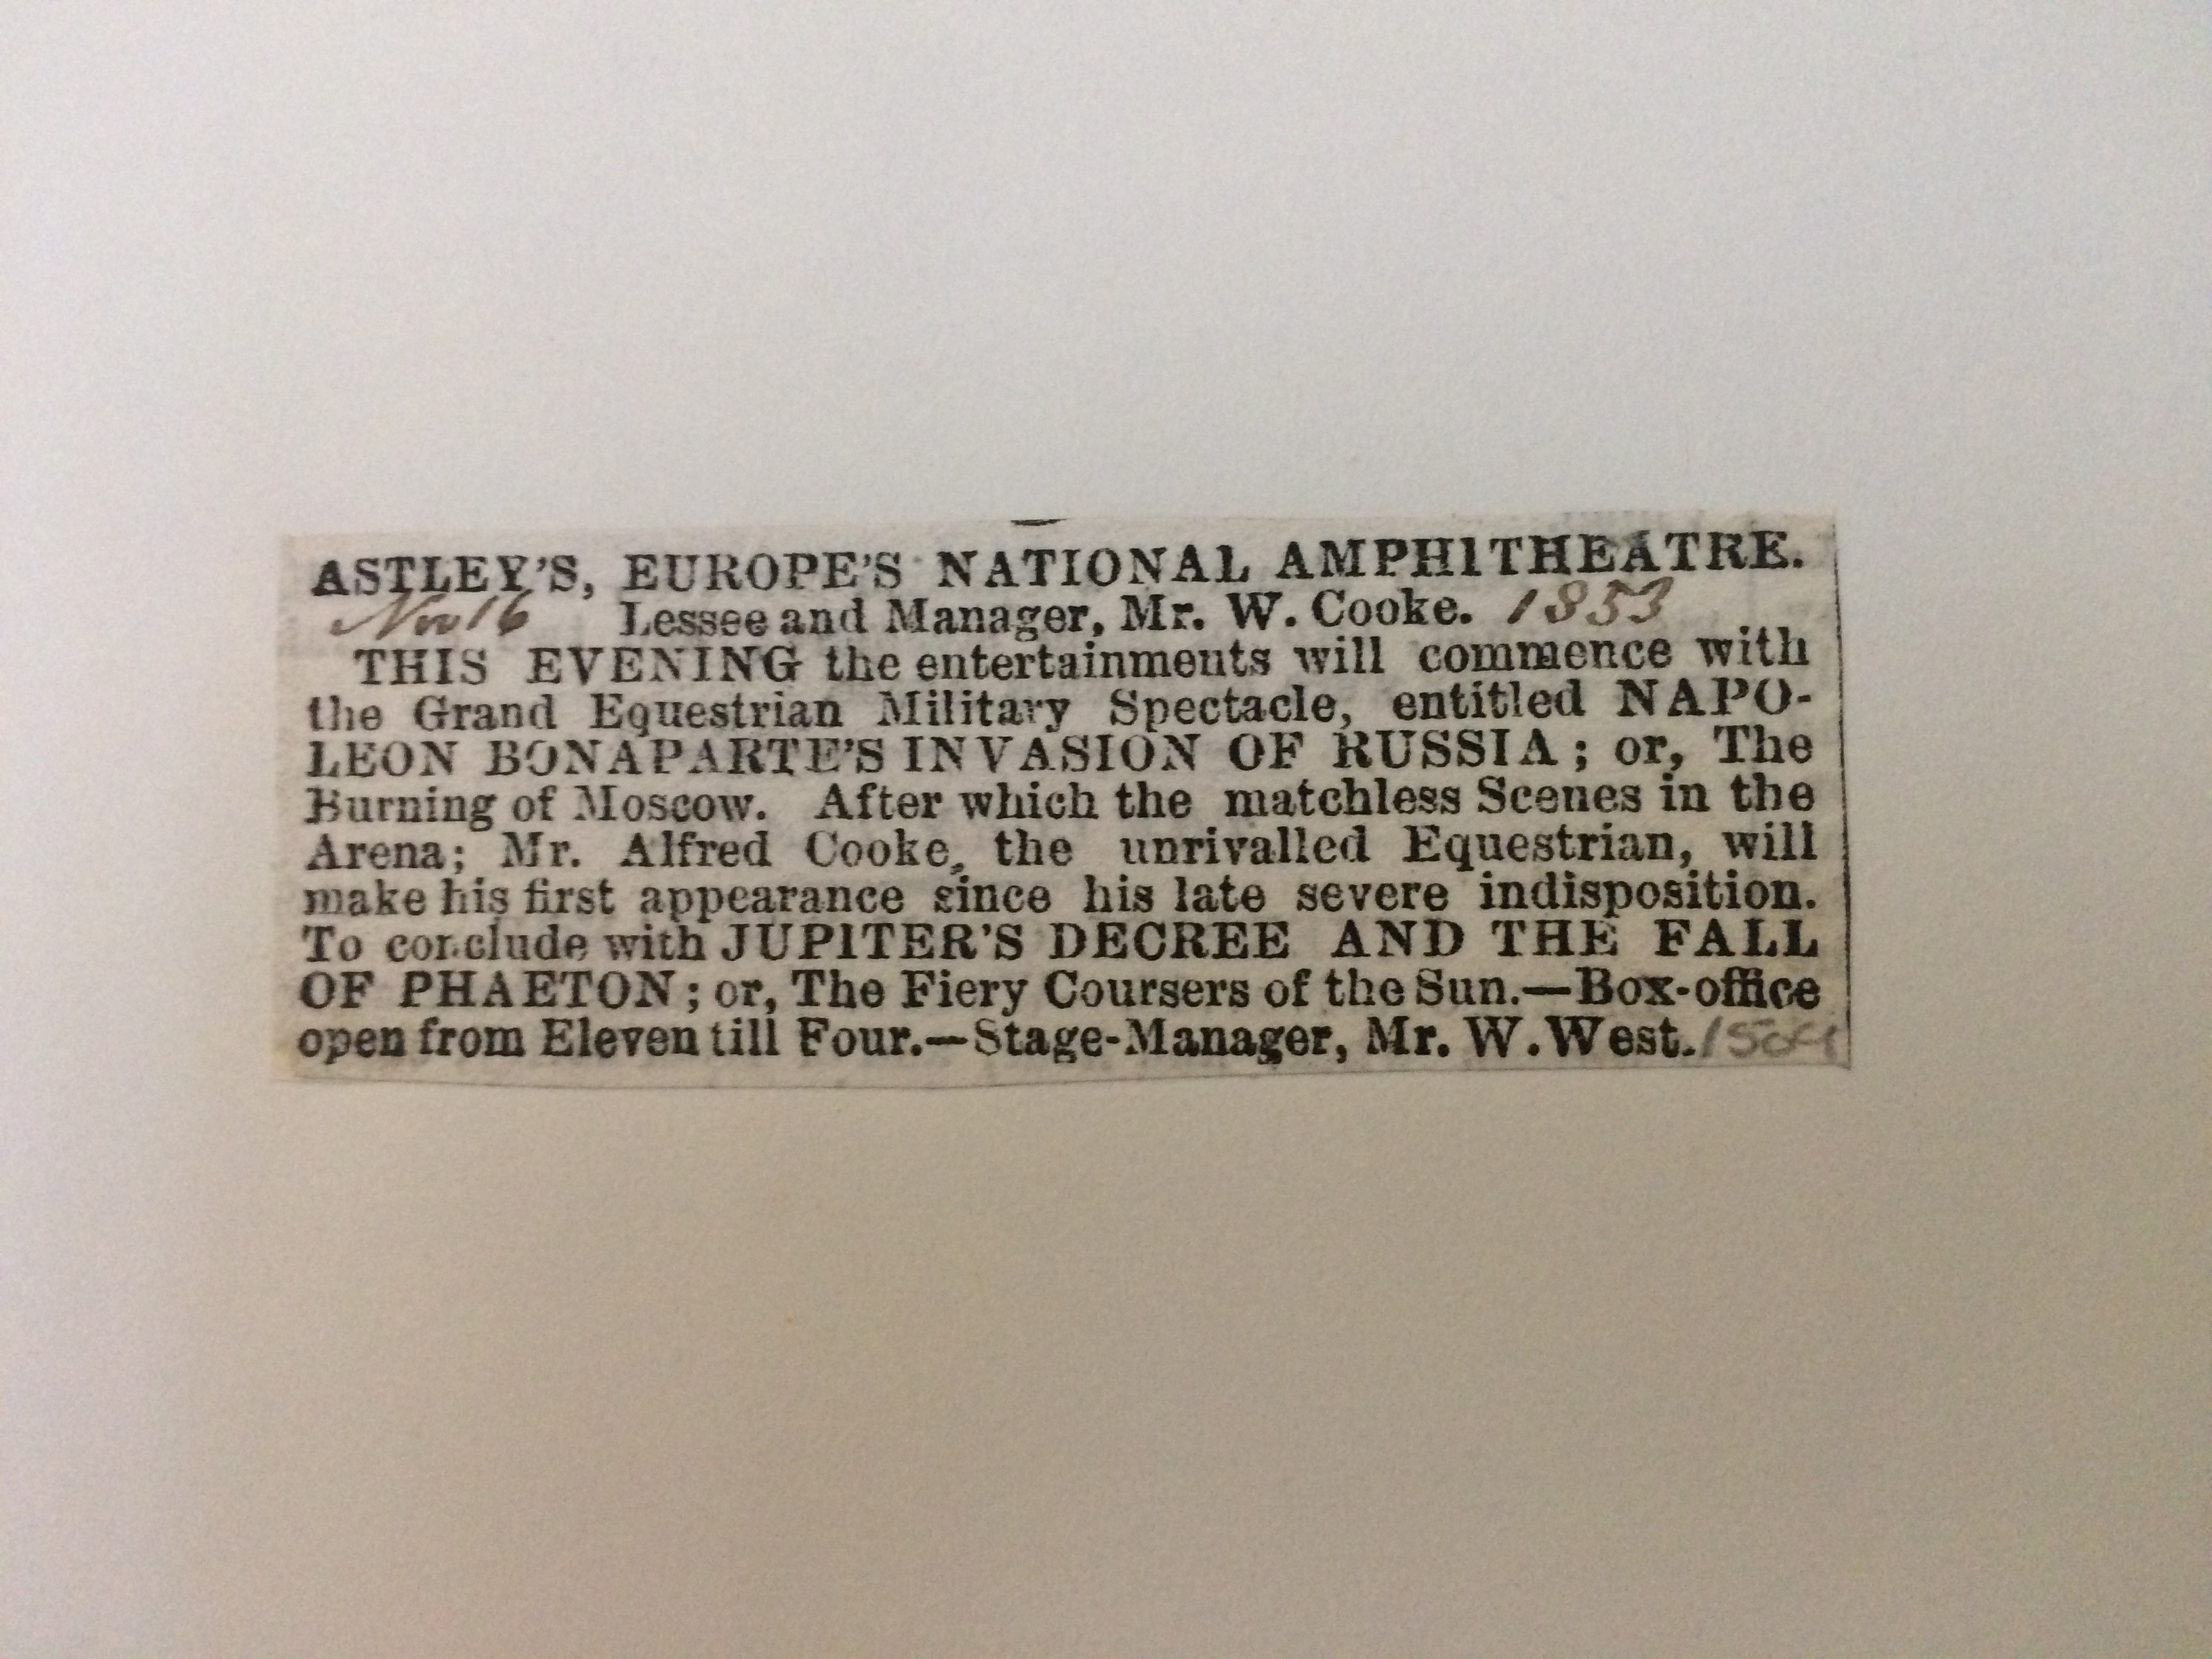 ASTLEY'S, EUROPE'S NATIONAL AMPHITHEATRE.
Nov 16 Lessee and Manager, Mr. W. Cooke. 1853
THIS EVENING the entertainments will commence with
the Grand Equestrian Military Spectacle, entitled NAPO-
LEON BONAPARTE'S INVASION OF RUSSIA; or, The
Burning of Moscow. After which the matchless Scenes in the
Arena; Mr. Alfred Cooke, the unrivalled Equestrian, will
make his first appearance since his late severe indisposition.
To conclude with JUPITER'S DECREE AND THE FALL
OF PHAETON; or, The Fiery Coursers of the Sun.—Box-office
open from Eleven till Four.—Stage-Manager, Mr. W. West.